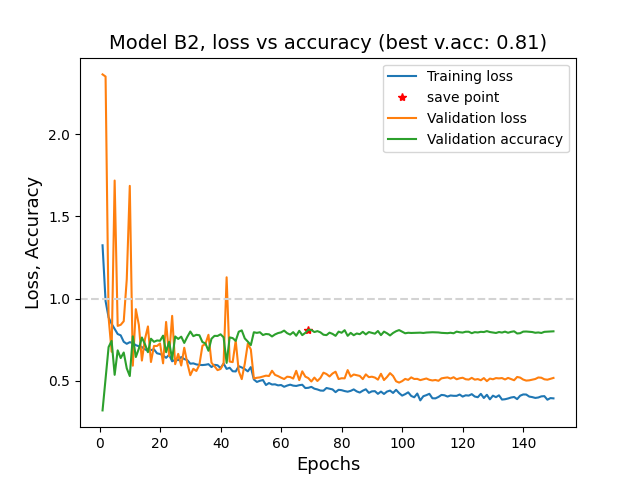 Model B2, loss vs accuracy (best v.acc: 0.81)
Training loss
save point
Validation loss
Validation accuracy
Loss, Accuracy
2.0
1.5
1.0
0.5
0 20 40 60 80 100 120 140
Epochs